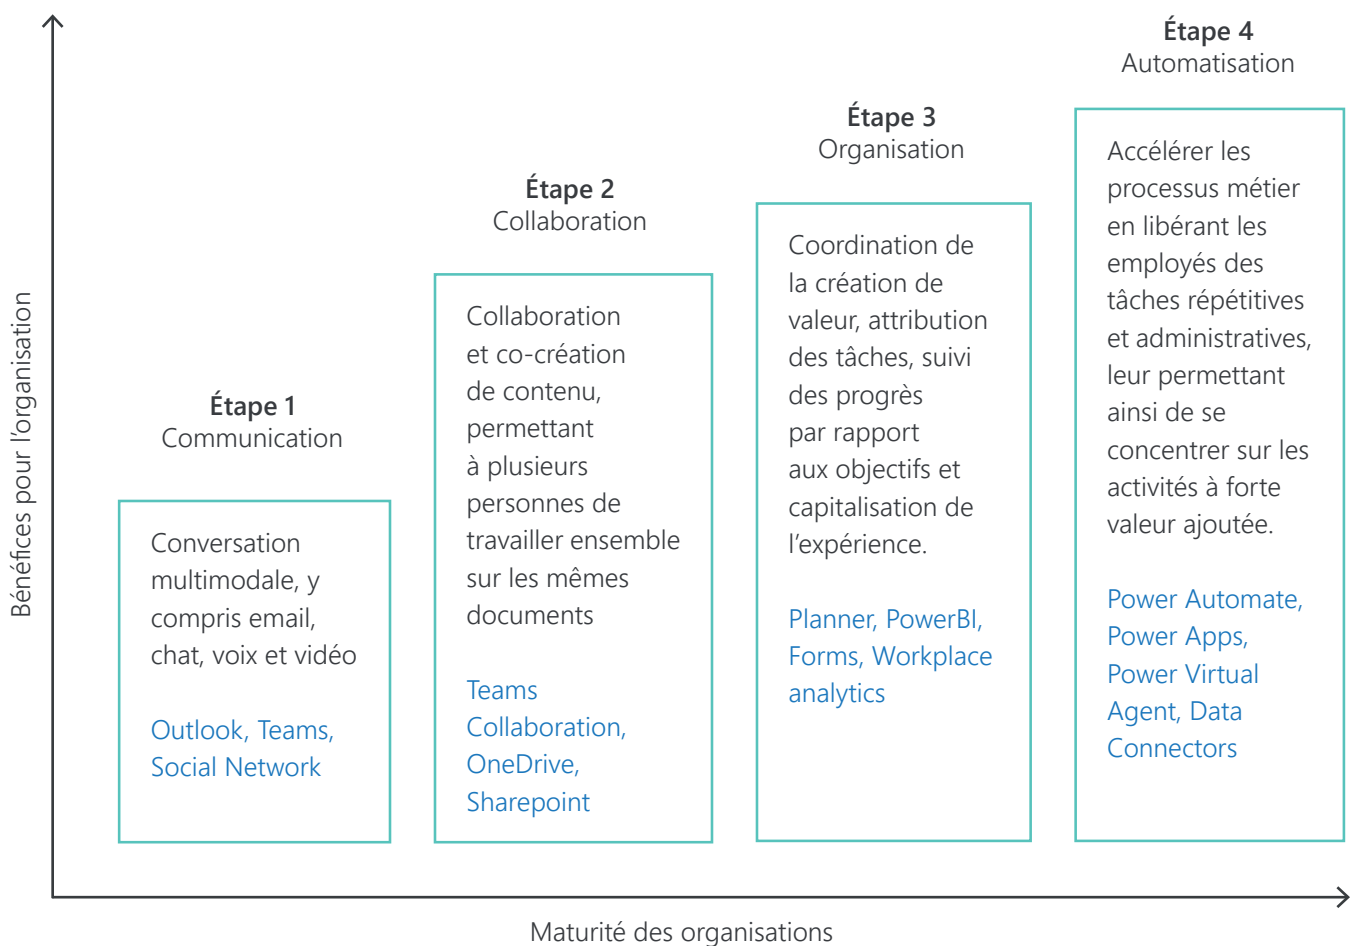 Bénéfices pour l'organisation
Étape 1
Communication
Conversation
multimodale, y
compris email,
chat, voix et vidéo
Outlook, Teams,
Social Network
Étape 2
Collaboration
Collaboration
et co-création
de contenu,
permettant
à plusieurs
personnes de
travailler ensemble
sur les mêmes
documents
Teams
Collaboration,
OneDrive,
Sharepoint
Étape 3
Organisation
Coordination de
la création de
valeur, attribution
des tâches, suivi
des progrès
par rapport
aux objectifs et
capitalisation de
l'expérience.
Planner, PowerBI,
Forms, Workplace
analytics
Étape 4
Automatisation
Accélérer les
processus métier
en libérant les
employés des
tâches répétitives
et administratives,
leur permettant
ainsi de se
concentrer sur les
activités à forte
valeur ajoutée.
Power Automate,
Power Apps,
Power Virtual
Agent, Data
Connectors
Maturité des organisations